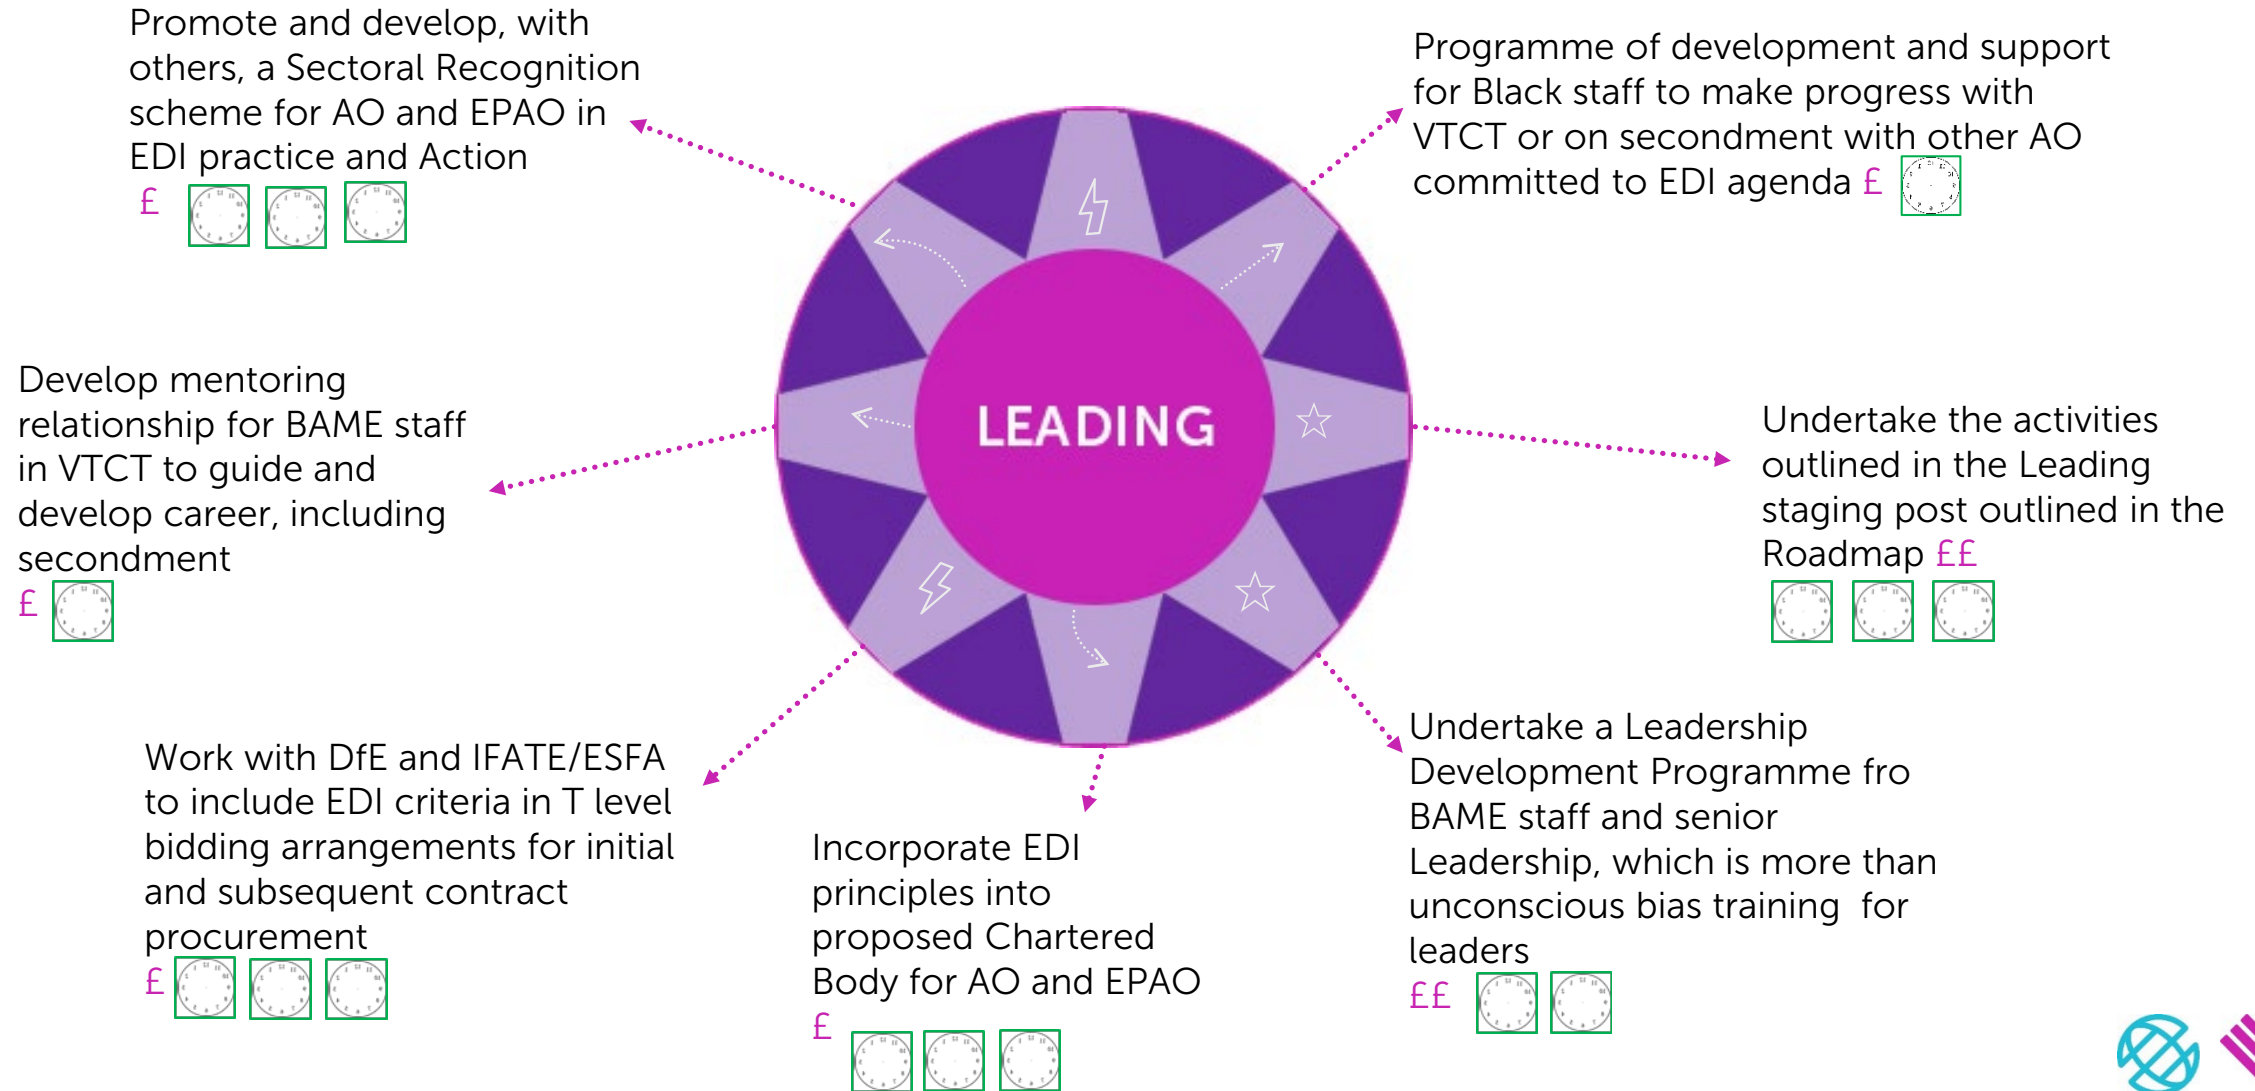 Promote and develop, with
others, a Sectoral Recognition
scheme for AO and EPAO in
EDI practice and Action
£
Programme of development and support
for Black staff to make progress with
VTCT or on secondment with other AO
committed to EDI agenda £
Develop mentoring
relationship for BAME staff
in VTCT to guide and
develop career, including
secondment
£
LEADING
Undertake the activities
outlined in the Leading
staging post outlined in the
Roadmap ££
Work with DfE and IFATE/ESFA
to include EDI criteria in T level
bidding arrangements for initial
and subsequent contract
procurement
£
Incorporate EDI
principles into
proposed Chartered
Body for AO and EPAO
£
Undertake a Leadership
Development Programme fro
BAME staff and senior
Leadership, which is more than
unconscious bias training  for
leaders
££